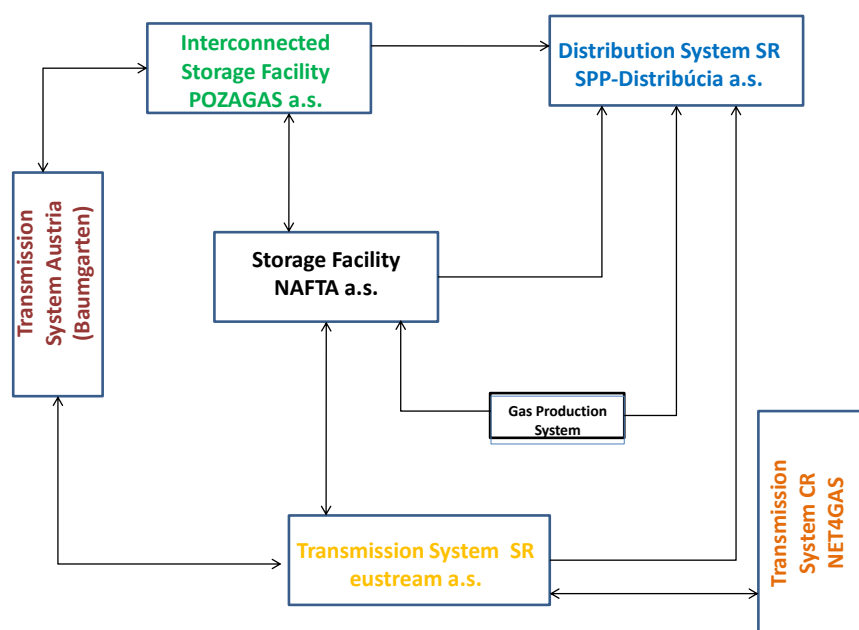 Interconnected
Storage Facility
POZAGAS a.s.
Distribution System SR
SPP-Distribúcia a.s.
Transmission
System Austria
(Baumgarten)
Storage Facility
NAFTA a.s.
Gas Production
System
Transmission System SR
eustream a.s.
Transmission
System CR
NET4GAS